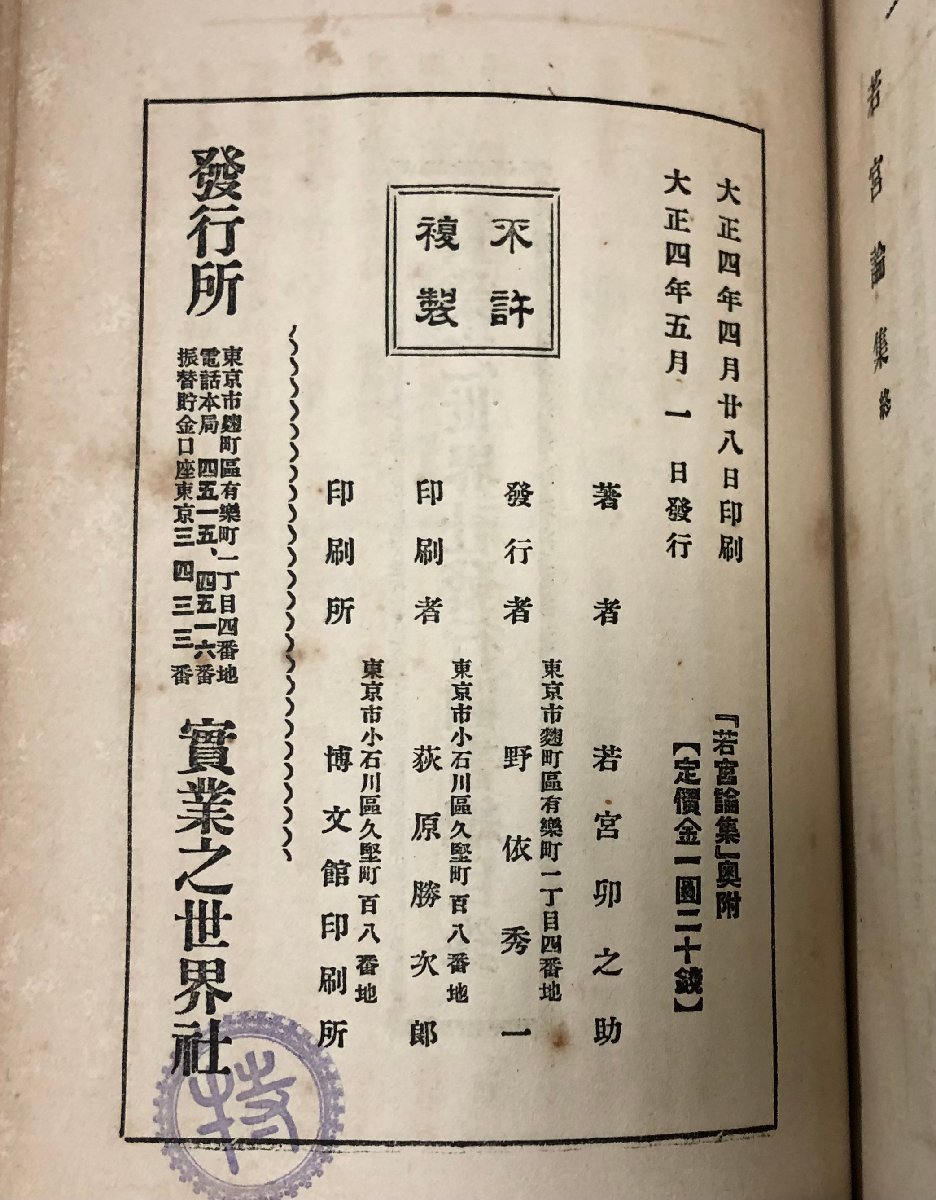 若宮論集終
大正四年四月廿八日印刷
大正四年五月一日發行
『若宮論集』奧附
【定價金一圓二十錢】
不許
複製
著者 若宮卯之助
東京市麴町區有樂町一丁目四番地
發行者 野依秀一
東京市小石川區久堅町百八番地
印刷者 荻原勝次郎
東京市小石川區久堅町百八番地
印刷所 博文館印刷所
發行所
東京市麴町區有樂町一丁目四番地
電話本局 四五一五、四五一六番
振替貯金口座東京三四三三番
實業之世界社
特